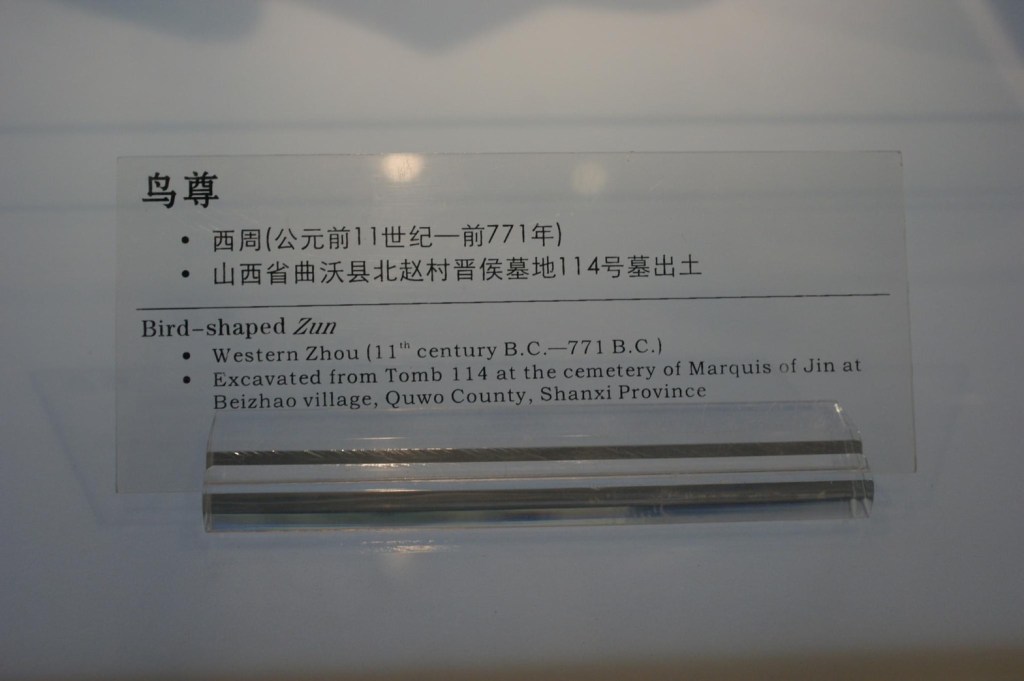 鸟尊
• 西周(公元前11世纪—前771年)
• 山西省曲沃县北赵村晋侯墓地114号墓出土
Bird-shaped Zun
• Western Zhou (11th century B.C.—771 B.C.)
• Excavated from Tomb 114 at the cemetery of Marquis of Jin at
Beizhao village, Quwo County, Shanxi Province